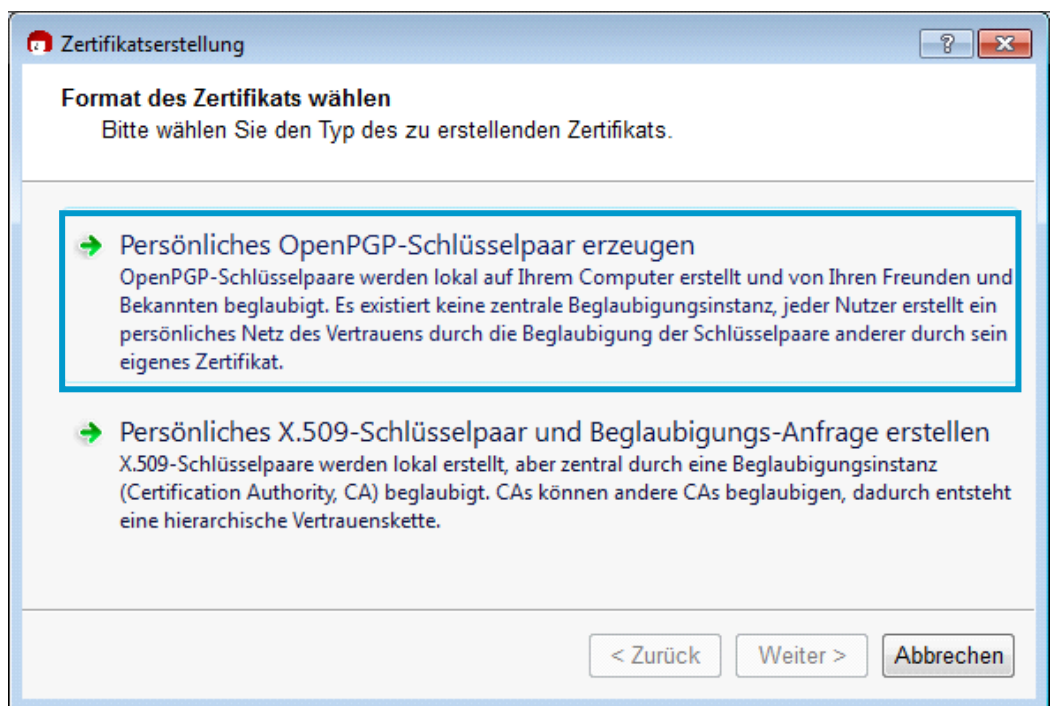 Zertifikatserstellung
Format des Zertifikats wählen
Bitte wählen Sie den Typ des zu erstellenden Zertifikats.
Persönliches OpenPGP-Schlüsselpaar erzeugen
OpenPGP-Schlüsselpaare werden lokal auf Ihrem Computer erstellt und von Ihren Freunden und
Bekannten beglaubigt. Es existiert keine zentrale Beglaubigungsinstanz, jeder Nutzer erstellt ein
persönliches Netz des Vertrauens durch die Beglaubigung der Schlüsselpaare anderer durch sein
eigenes Zertifikat.
Persönliches X.509-Schlüsselpaar und Beglaubigungs-Anfrage erstellen
X.509-Schlüsselpaare werden lokal erstellt, aber zentral durch eine Beglaubigungsinstanz
(Certification Authority, CA) beglaubigt. CAs können andere CAs beglaubigen, dadurch entsteht
eine hierarchische Vertrauenskette.
< Zurück Weiter > Abbrechen